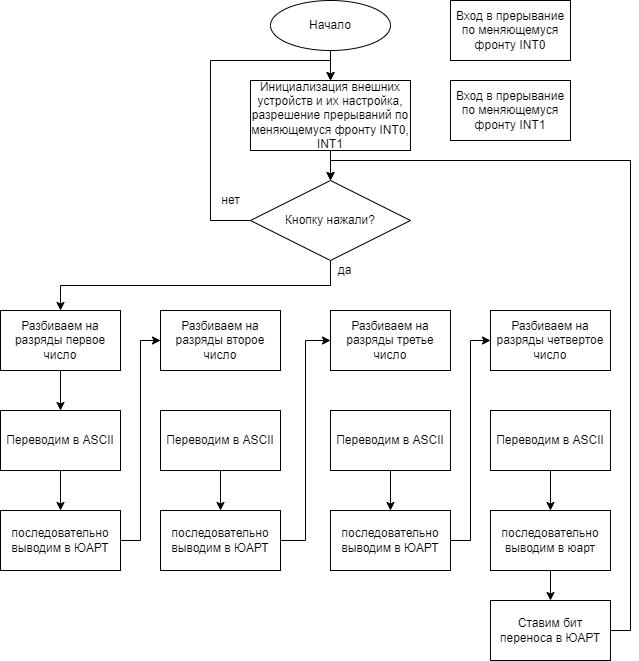 Начало
Вход в прерывание
по меняющемуся
фронту INT0
Инициализация внешних
устройств и их настройка,
разрешение прерываний по
меняющемуся фронту INT0,
INT1
Вход в прерывание
по меняющемуся
фронту INT1
нет
Кнопку нажали?
да
Разбиваем на
разряды первое
число
Разбиваем на
разряды второе
число
Разбиваем на
разряды третье
число
Разбиваем на
разряды четвертое
число
Переводим в ASCII
Переводим в ASCII
Переводим в ASCII
Переводим в ASCII
последовательно
выводим в ЮАРТ
последовательно
выводим в ЮАРТ
последовательно
выводим в ЮАРТ
последовательно
выводим в юарт
Ставим бит
переноса в ЮАРТ